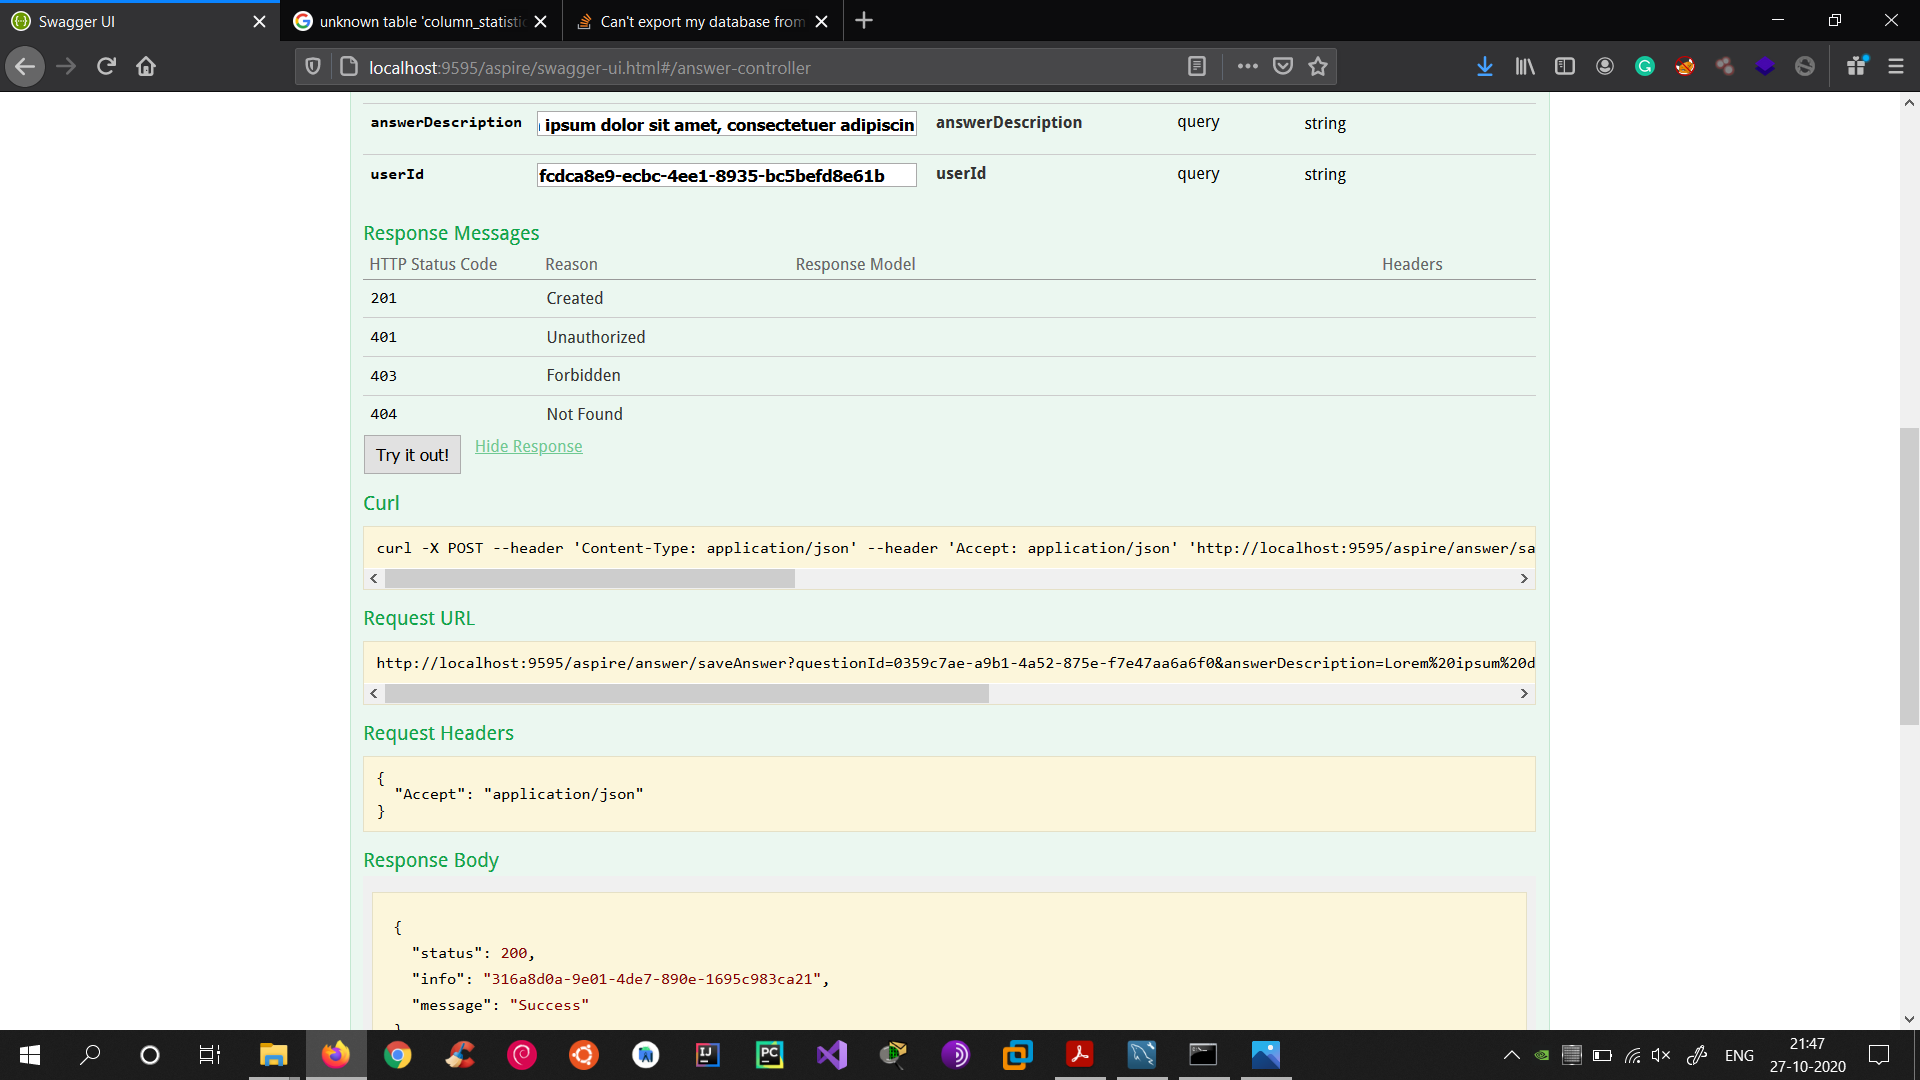 Swagger UI
unknown table 'column_statistic
Can't export my database from
localhost:9595/aspire/swagger-ui.html#/answer-controller
answerDescription ipsum dolor sit amet, consectetuer adipiscin answerDescription query string
userId fcdca8e9-ecbc-4ee1-8935-bc5befd8e61b userId query string
Response Messages
HTTP Status Code Reason Response Model Headers
201 Created
401 Unauthorized
403 Forbidden
404 Not Found
Try it out! Hide Response
Curl
curl -X POST --header 'Content-Type: application/json' --header 'Accept: application/json' 'http://localhost:9595/aspire/answer/sa
Request URL
http://localhost:9595/aspire/answer/saveAnswer?questionId=0359c7ae-a9b1-4a52-875e-f7e47aa6a6f0&answerDescription=Lorem%20ipsum%20d
Request Headers
{
"Accept": "application/json"
}
Response Body
{
"status": 200,
"info": "316a8d0a-9e01-4de7-890e-1695c983ca21",
"message": "Success"
}
IJ
PC
ENG
21:47
27-10-2020